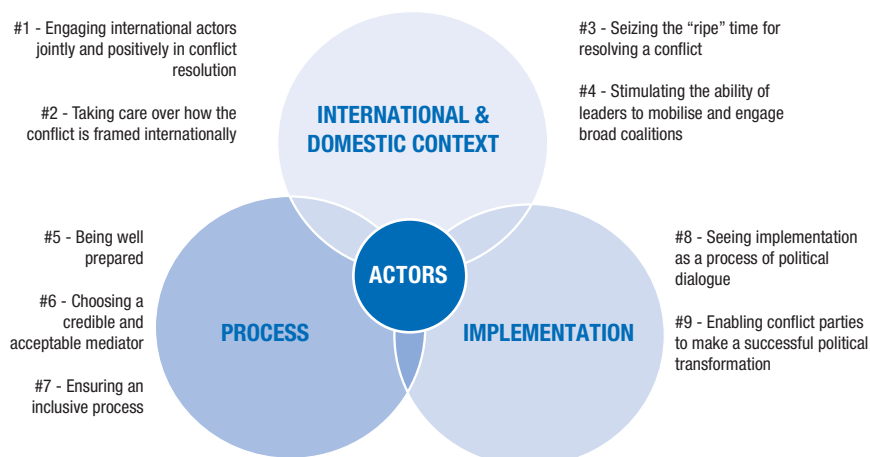 #1 - Engaging international actors
jointly and positively in conflict
resolution
#2 - Taking care over how the
conflict is framed internationally
INTERNATIONAL &
DOMESTIC CONTEXT
#3 - Seizing the “ripe” time for
resolving a conflict
#4 - Stimulating the ability of
leaders to mobilise and engage
broad coalitions
#5 - Being well
prepared
#6 - Choosing a
credible and
acceptable mediator
#7 - Ensuring an
inclusive process
PROCESS
ACTORS
IMPLEMENTATION
#8 - Seeing implementation
as a process of political
dialogue
#9 - Enabling conflict parties
to make a successful political
transformation